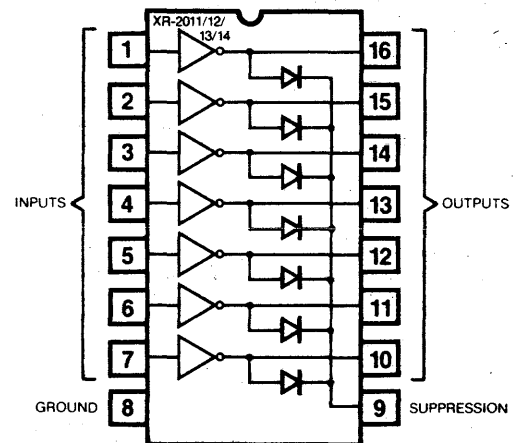 XR-2011/12/
13/14
1 16
2 15
3 14
INPUTS 4 13 OUTPUTS
5 12
6 11
7 10
GROUND 8 9 SUPPRESSION